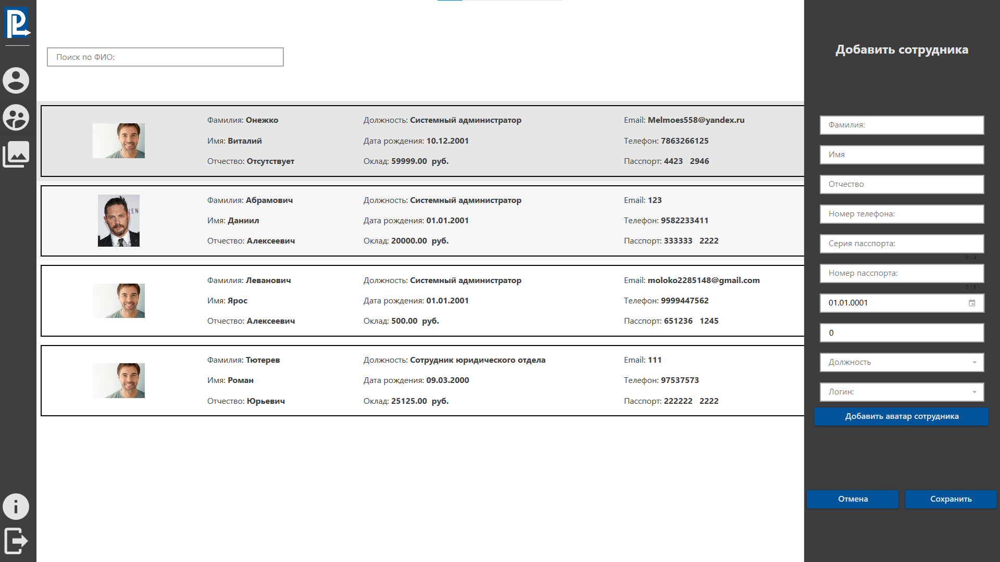 PL
Поиск по ФИО:
Фамилия: Онежко
Должность: Системный администратор
Email: Melmoes558@yandex.ru
Имя: Виталий
Дата рождения: 10.12.2001
Телефон: 7863266125
Отчество: Отсутствует
Оклад: 59999.00 руб.
Паспорт: 4423 2946
Фамилия: Абрамович
Должность: Системный администратор
Email: 123
Имя: Даниил
Дата рождения: 01.01.2001
Телефон: 9582233411
Отчество: Алексеевич
Оклад: 20000.00 руб.
Паспорт: 333333 2222
Фамилия: Леванович
Должность: Системный администратор
Email: moloko2285148@gmail.com
Имя: Ярос
Дата рождения: 01.01.2001
Телефон: 9999447562
Отчество: Алексеевич
Оклад: 500.00 руб.
Паспорт: 651236 1245
Фамилия: Тютерев
Должность: Сотрудник юридического отдела
Email: 111
Имя: Роман
Дата рождения: 09.03.2000
Телефон: 97537573
Отчество: Юрьевич
Оклад: 25125.00 руб.
Паспорт: 222222 2222
Добавить сотрудника
Фамилия:
Имя
Отчество
Номер телефона:
Серия пасспорта:
0 / 4
Номер пасспорта:
0 / 6
01.01.0001
0
Должность
Логин:
Добавить аватар сотрудника
Отмена
Сохранить